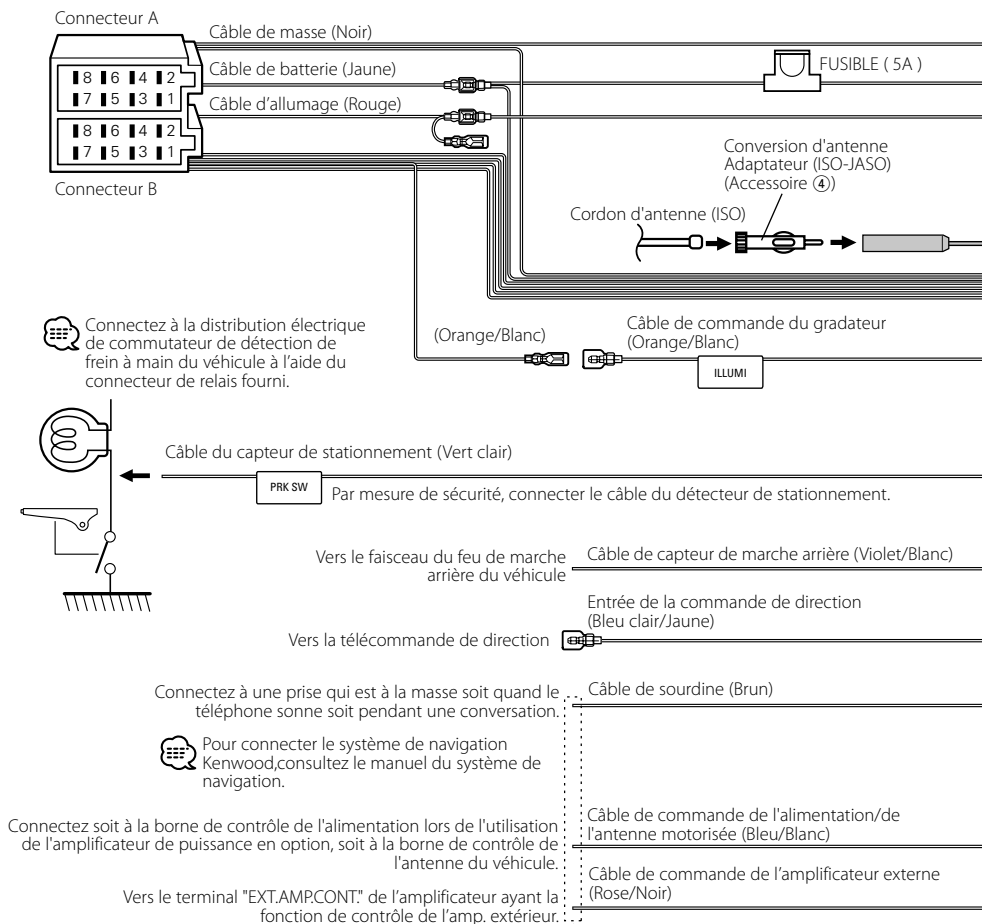 Connecteur A
Câble de masse (Noir)
FUSIBLE ( 5A )
Câble de batterie (Jaune)
8 6 4 2
7 5 3 1
Câble d'allumage (Rouge)
8 6 4 2
7 5 3 1
Connecteur B
Conversion d'antenne
Adaptateur (ISO-JASO)
(Accessoire ④)
Cordon d'antenne (ISO)
Connectez à la distribution électrique
de commutateur de détection de
frein à main du véhicule à l'aide du
connecteur de relais fourni.
(Orange/Blanc)
Câble de commande du gradateur
(Orange/Blanc)
ILLUMI
Câble du capteur de stationnement (Vert clair)
PRK SW
Par mesure de sécurité, connecter le câble du détecteur de stationnement.
Vers le faisceau du feu de marche
arrière du véhicule
Câble de capteur de marche arrière (Violet/Blanc)
Entrée de la commande de direction
(Bleu clair/Jaune)
Vers la télécommande de direction
Connectez à une prise qui est à la masse soit quand le
téléphone sonne soit pendant une conversation.
Câble de sourdine (Brun)
Pour connecter le système de navigation
Kenwood,consultez le manuel du système de
navigation.
Connectez soit à la borne de contrôle de l'alimentation lors de l'utilisation
de l'amplificateur de puissance en option, soit à la borne de contrôle de
l'antenne du véhicule.
Câble de commande de l'alimentation/de
l'antenne motorisée (Bleu/Blanc)
Câble de commande de l'amplificateur externe
(Rose/Noir)
Vers le terminal "EXT.AMP.CONT." de l'amplificateur ayant la
fonction de contrôle de l'amp. extérieur.